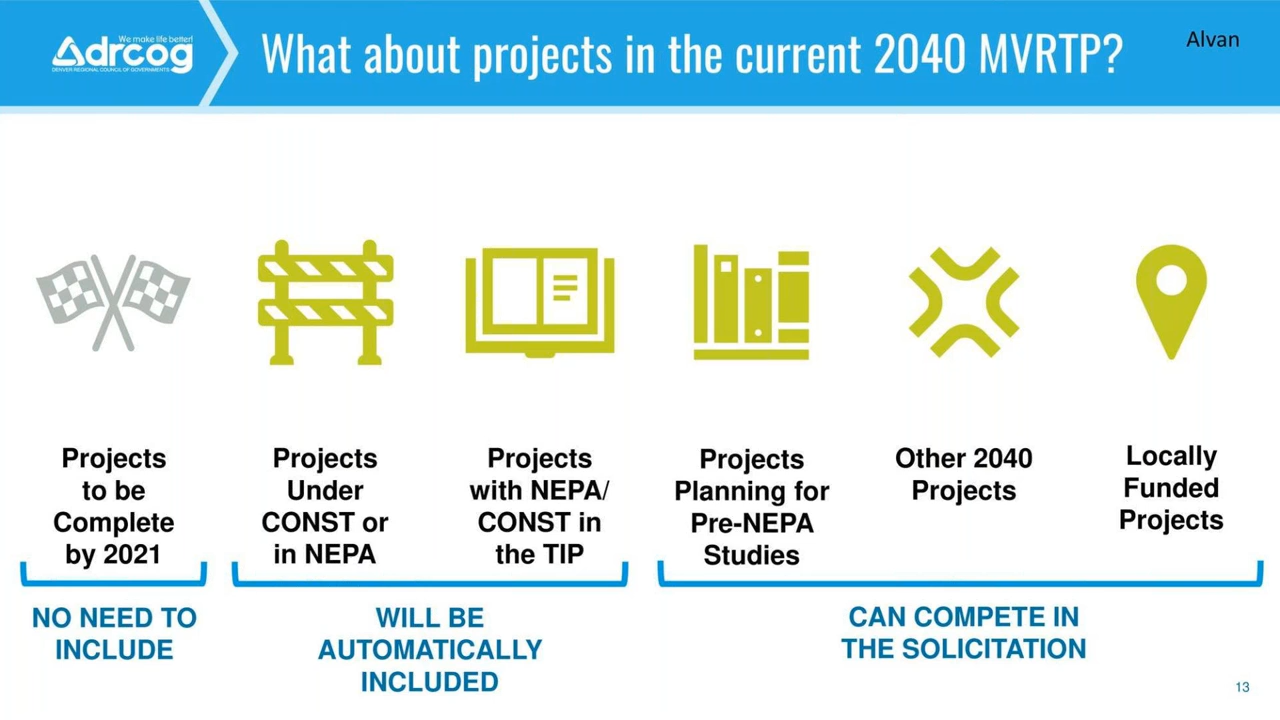 We make life better!
drcog
DENVER REGIONAL COUNCIL OF GOVERNMENTS
What about projects in the current 2040 MVRTP?
Alvan
Projects
to be
Complete
by 2021
Projects
Under
CONST or
in NEPA
Projects
with NEPA/
CONST in
the TIP
Projects
Planning for
Pre-NEPA
Studies
Other 2040
Projects
Locally
Funded
Projects
NO NEED TO
INCLUDE
WILL BE
AUTOMATICALLY
INCLUDED
CAN COMPETE IN
THE SOLICITATION
13